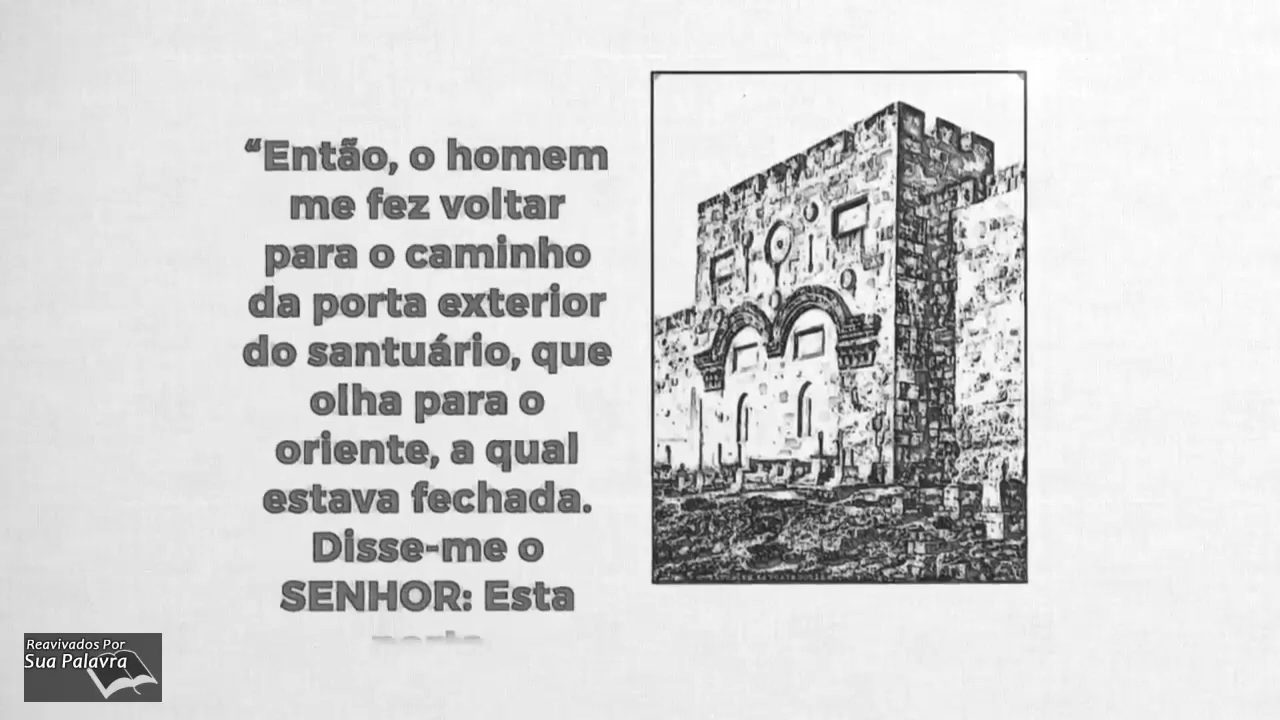 “Então, o homem
me fez voltar
para o caminho
da porta exterior
do santuário, que
olha para o
oriente, a qual
estava fechada.
Disse-me o
SENHOR: Esta
Reavivados Por
Sua Palavra